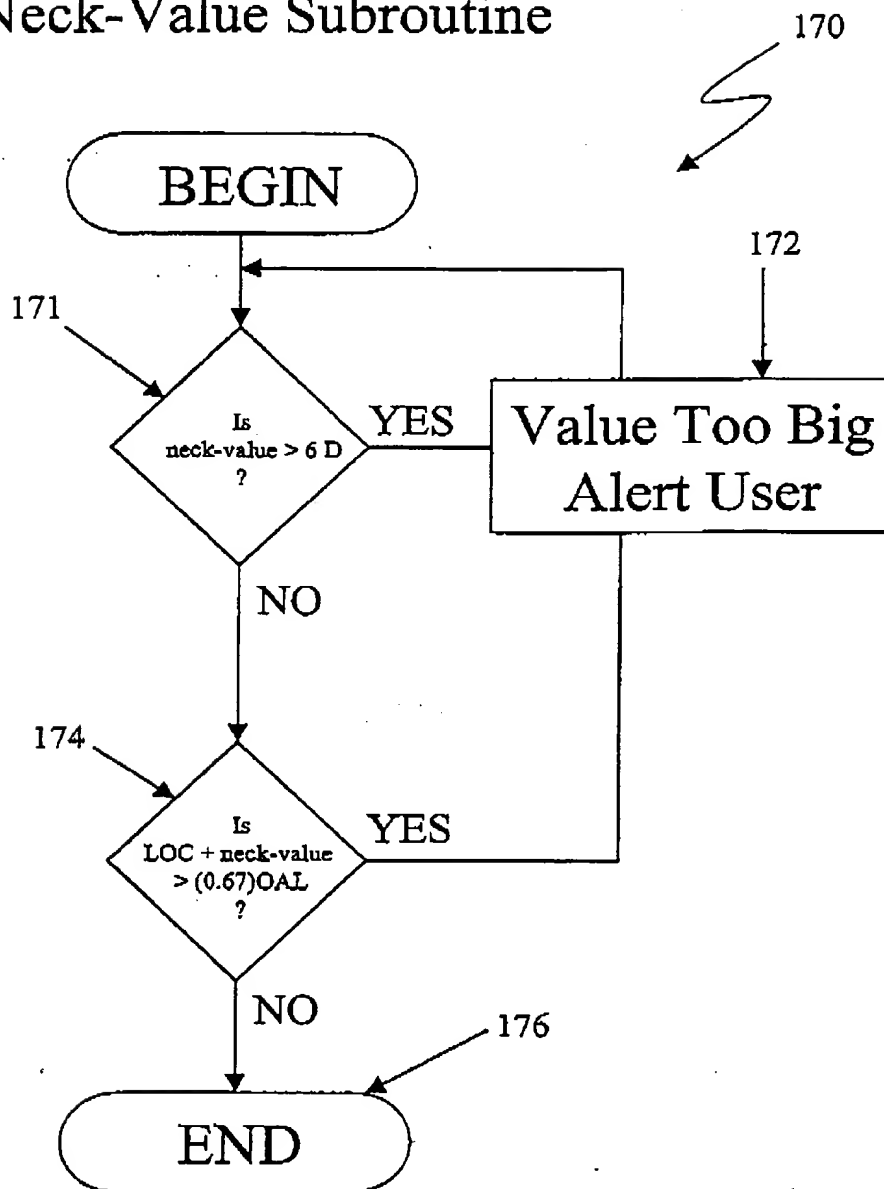 Neck-Value Subroutine
170
BEGIN
172
171
Is
neck-value > 6 D
?
YES
Value Too Big
Alert User
NO
174
Is
LOC + neck-value
> (0.67)OAL
?
YES
NO
176
END